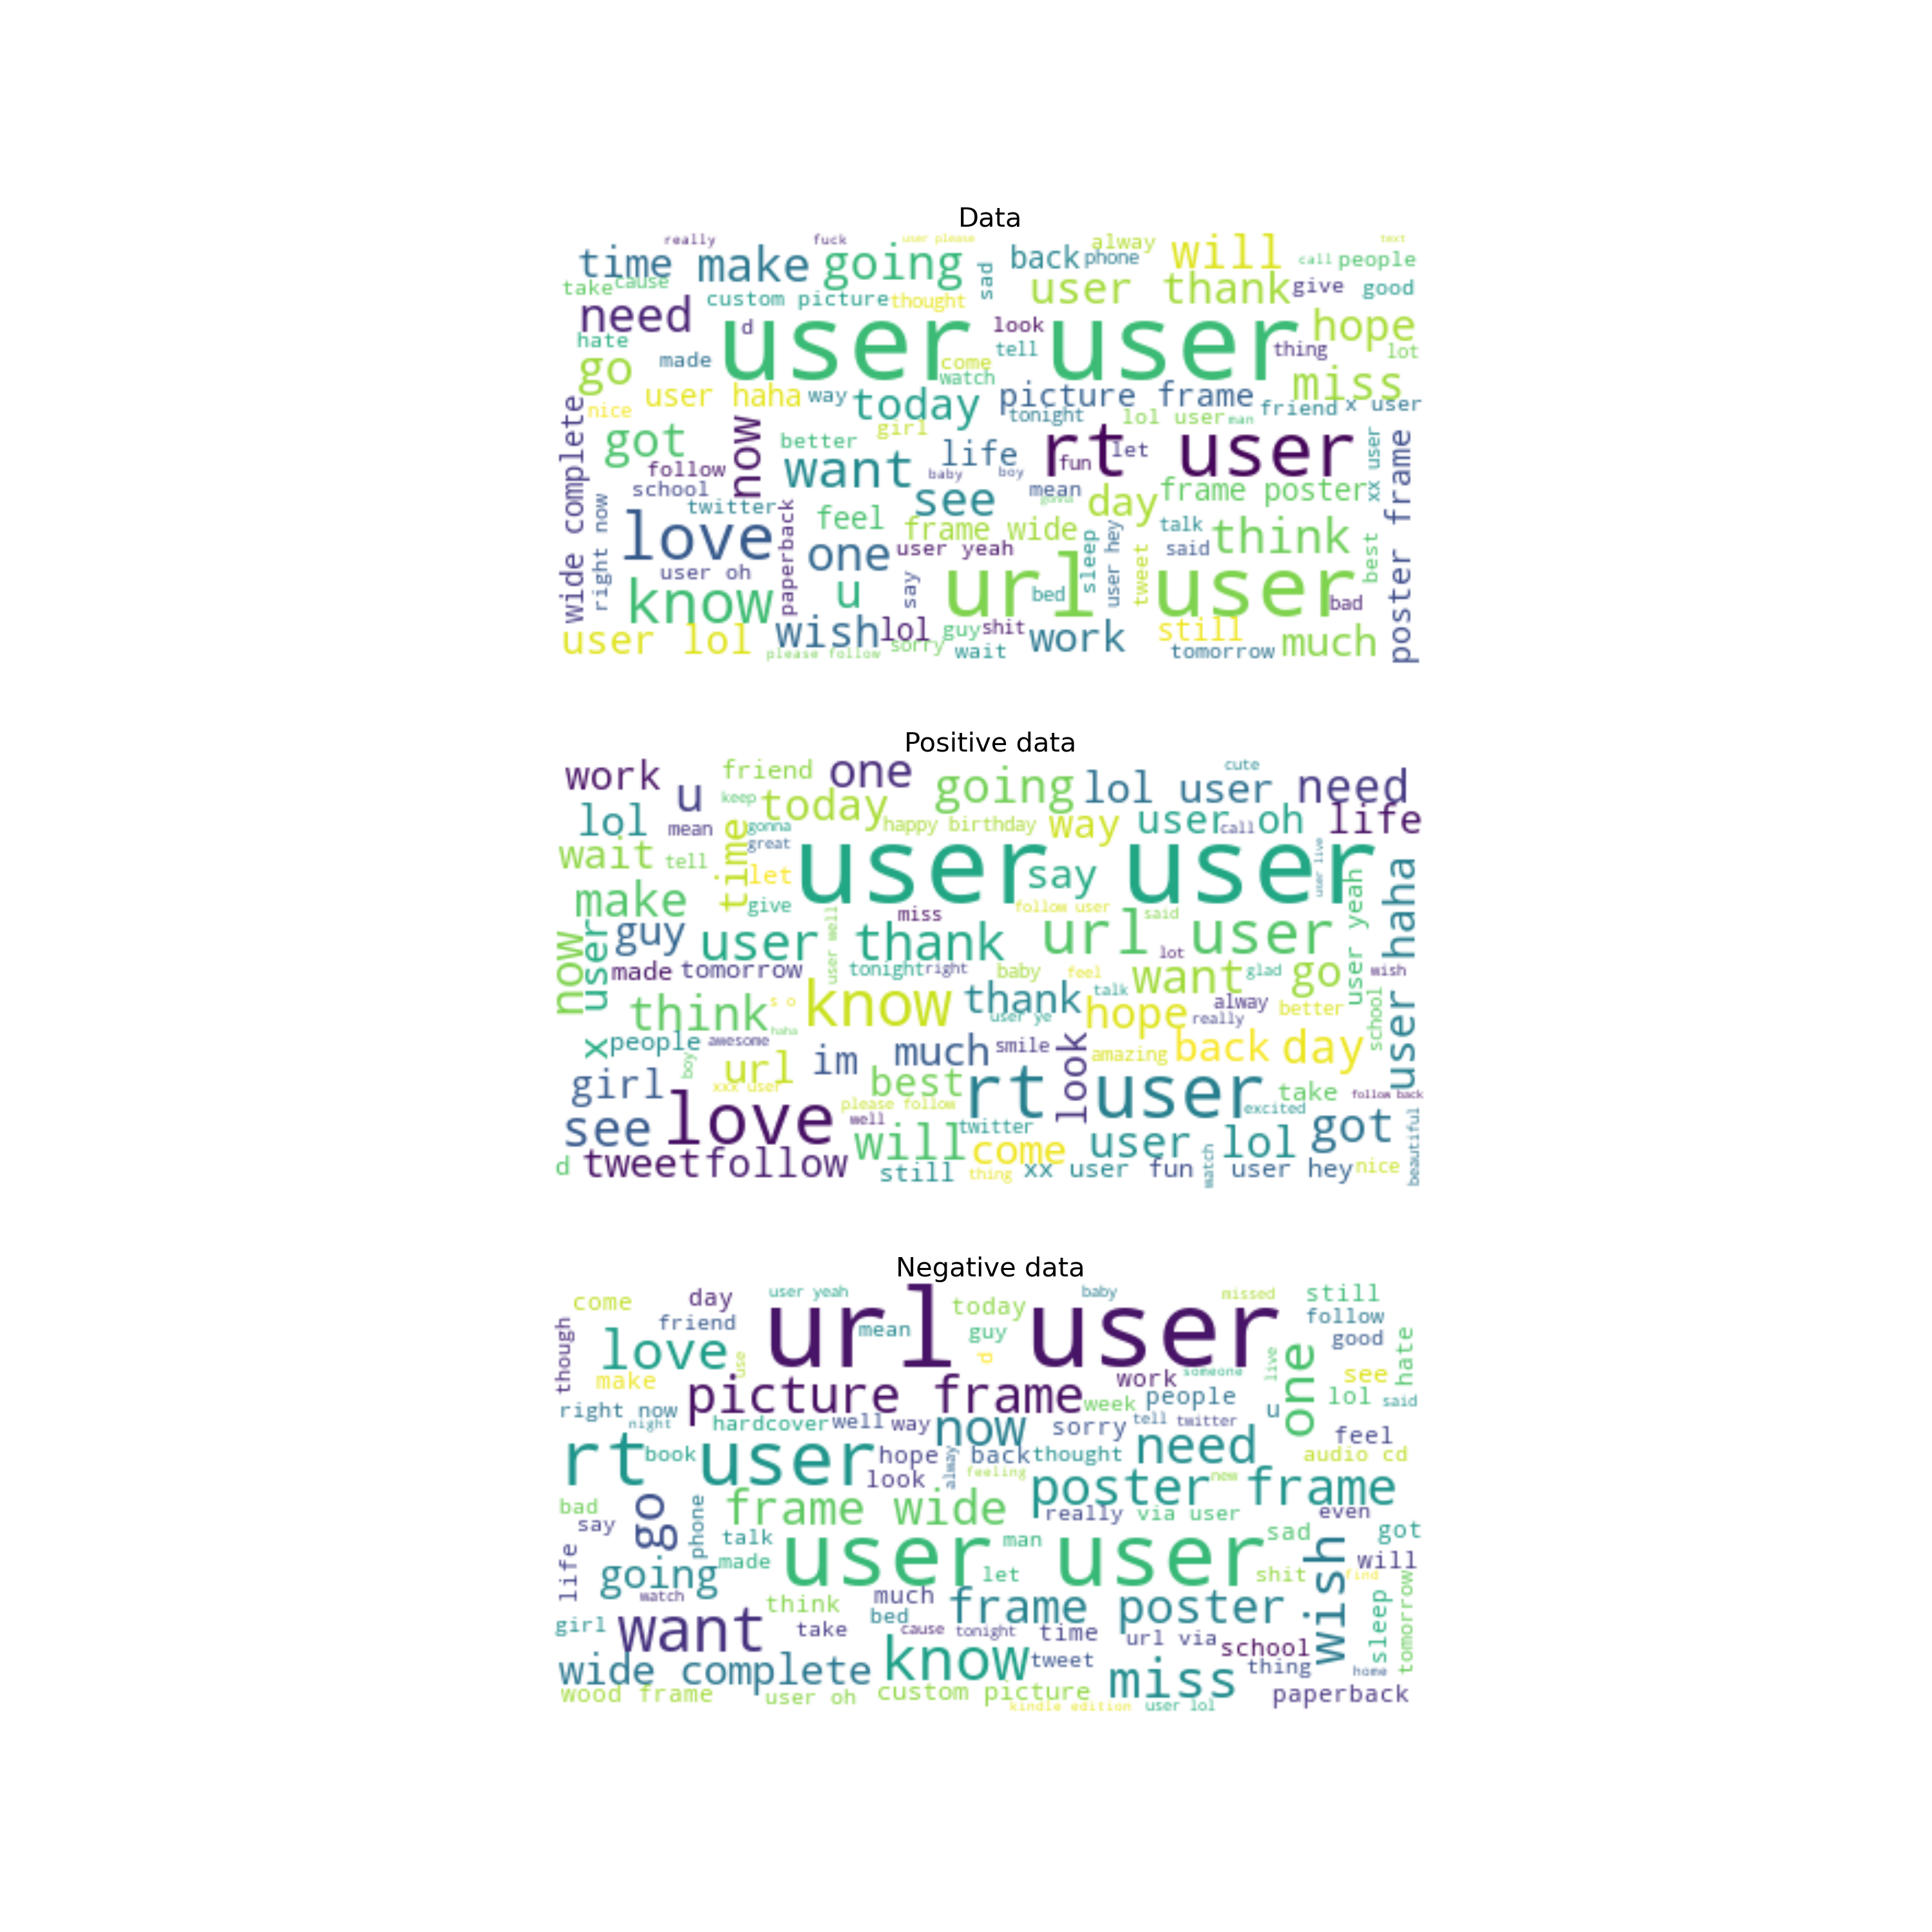 Data
really fuck user please alway will text
time make going sad back phone call people
take cause user thank give good
need custom picture thought
d user user look hope
hate tell thing lot
go made come watch miss
user haha way today picture frame friend x user
nice tonight lol user man
wide complete got now better girl life rt user
follow want fun let xx user poster frame
school baby boy mean
twitter see day frame poster
right now love paperback feel frame wide talk think
one user yeah sleep user hey tweet said best
user oh url user
know u say bed bad
user lol wish lol guy shit work still much
please follow sorry wait tomorrow
Positive data
work friend one going lol user need cute
u keep today
lol mean gonna happy birthday way user oh call life
wait tell time great user user user live
let say
make give miss follow user said user yeah user haha
now user guy user thank user well url user
made tomorrow tonight right baby feel lot want glad go wish
think s o know thank talk hope alway better school
user ye really
x people haha awesome much smile look amazing back day
boy url im
girl xxx user best rt user take follow back
love please follow excited
see well will twitter user lol got beautiful
d tweet follow still come thing xx user fun watch user hey nice
Negative data
come day user yeah url user today baby missed still
though friend mean guy follow
love use d good hate
make picture frame work someone live one see
right now week people u lol said
night hardcover well way now sorry tell twitter
rt user book hope back thought need feel
look alway feeling audio cd
poster frame new
bad go phone frame wide really via user even
say talk user user man sad wish got
life going made let shit will find
watch much
girl want think bed frame poster sleep tomorrow
take cause tonight time url via school
wide complete know tweet miss thing home
wood frame user oh custom picture paperback
kindle edition user lol